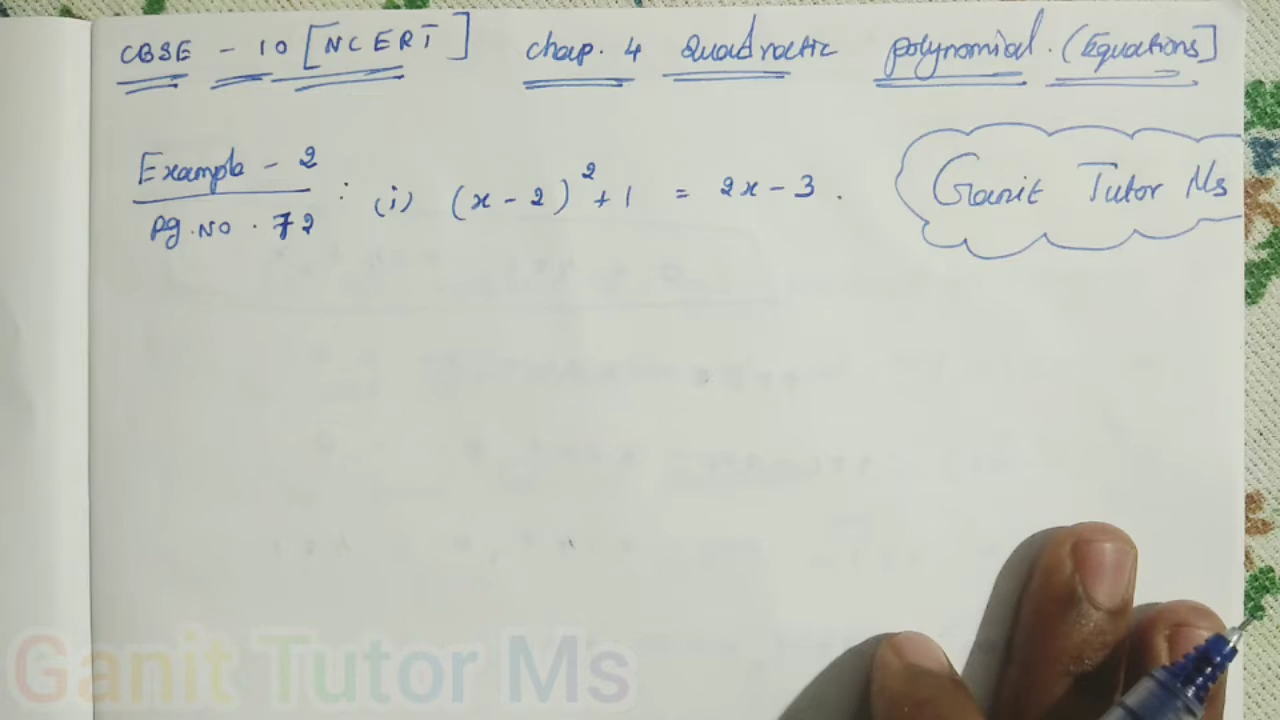 CBSE - 10 [NCERT] chap. 4 Quadratic polynomial. (Equations]
Example - 2
Pg. No. 72
: (i) (x - 2)² + 1 = 2x - 3.
Ganit Tutor Ms
Ganit Tutor Ms